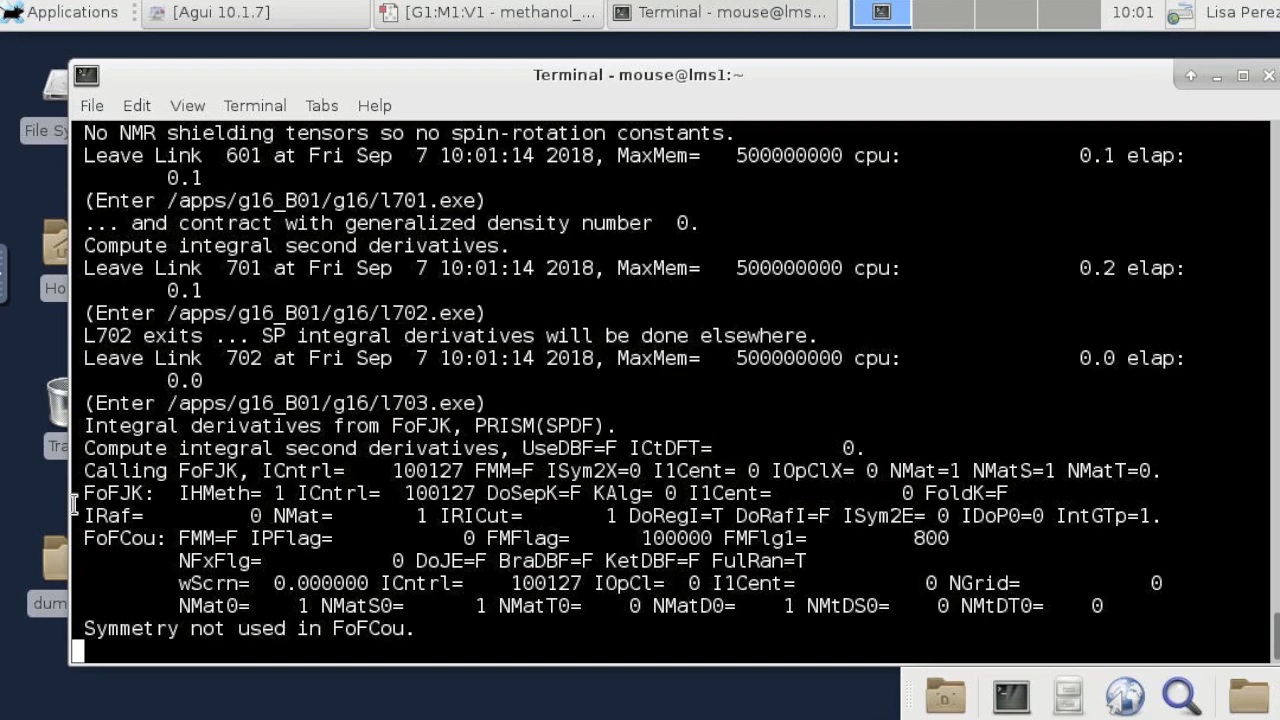 Applications [Agui 10.1.7] [G1:M1:V1 - methanol_... Terminal - mouse@lms... 10:01 Lisa Perez
Terminal - mouse@lms1:~
File Edit View Terminal Tabs Help
File Sy
Ho
Tra
dum
No NMR shielding tensors so no spin-rotation constants.
Leave Link  601 at Fri Sep  7 10:01:14 2018, MaxMem=   500000000 cpu:               0.1 elap:
       0.1
(Enter /apps/g16_B01/g16/l701.exe)
... and contract with generalized density number  0.
Compute integral second derivatives.
Leave Link  701 at Fri Sep  7 10:01:14 2018, MaxMem=   500000000 cpu:               0.2 elap:
       0.1
(Enter /apps/g16_B01/g16/l702.exe)
L702 exits ... SP integral derivatives will be done elsewhere.
Leave Link  702 at Fri Sep  7 10:01:14 2018, MaxMem=   500000000 cpu:               0.0 elap:
       0.0
(Enter /apps/g16_B01/g16/l703.exe)
Integral derivatives from FoFJK, PRISM(SPDF).
Compute integral second derivatives, UseDBF=F ICtDFT=           0.
Calling FoFJK, ICntrl=    100127 FMM=F ISym2X=0 I1Cent= 0 IOpClX= 0 NMat=1 NMatS=1 NMatT=0.
FoFJK:  IHMeth= 1 ICntrl=  100127 DoSepK=F KAlg= 0 I1Cent=           0 FoldK=F
IRaf=         0 NMat=       1 IRICut=       1 DoRegI=T DoRafI=F ISym2E= 0 IDoP0=0 IntGTp=1.
FoFCou: FMM=F IPFlag=           0 FMFlag=      100000 FMFlg1=         800
        NFxFlg=           0 DoJE=F BraDBF=F KetDBF=F FulRan=T
        wScrn=  0.000000 ICntrl=    100127 IOpCl=  0 I1Cent=           0 NGrid=           0
        NMat0=    1 NMatS0=      1 NMatT0=    0 NMatD0=    1 NMtDS0=    0 NMtDT0=    0
Symmetry not used in FoFCou.